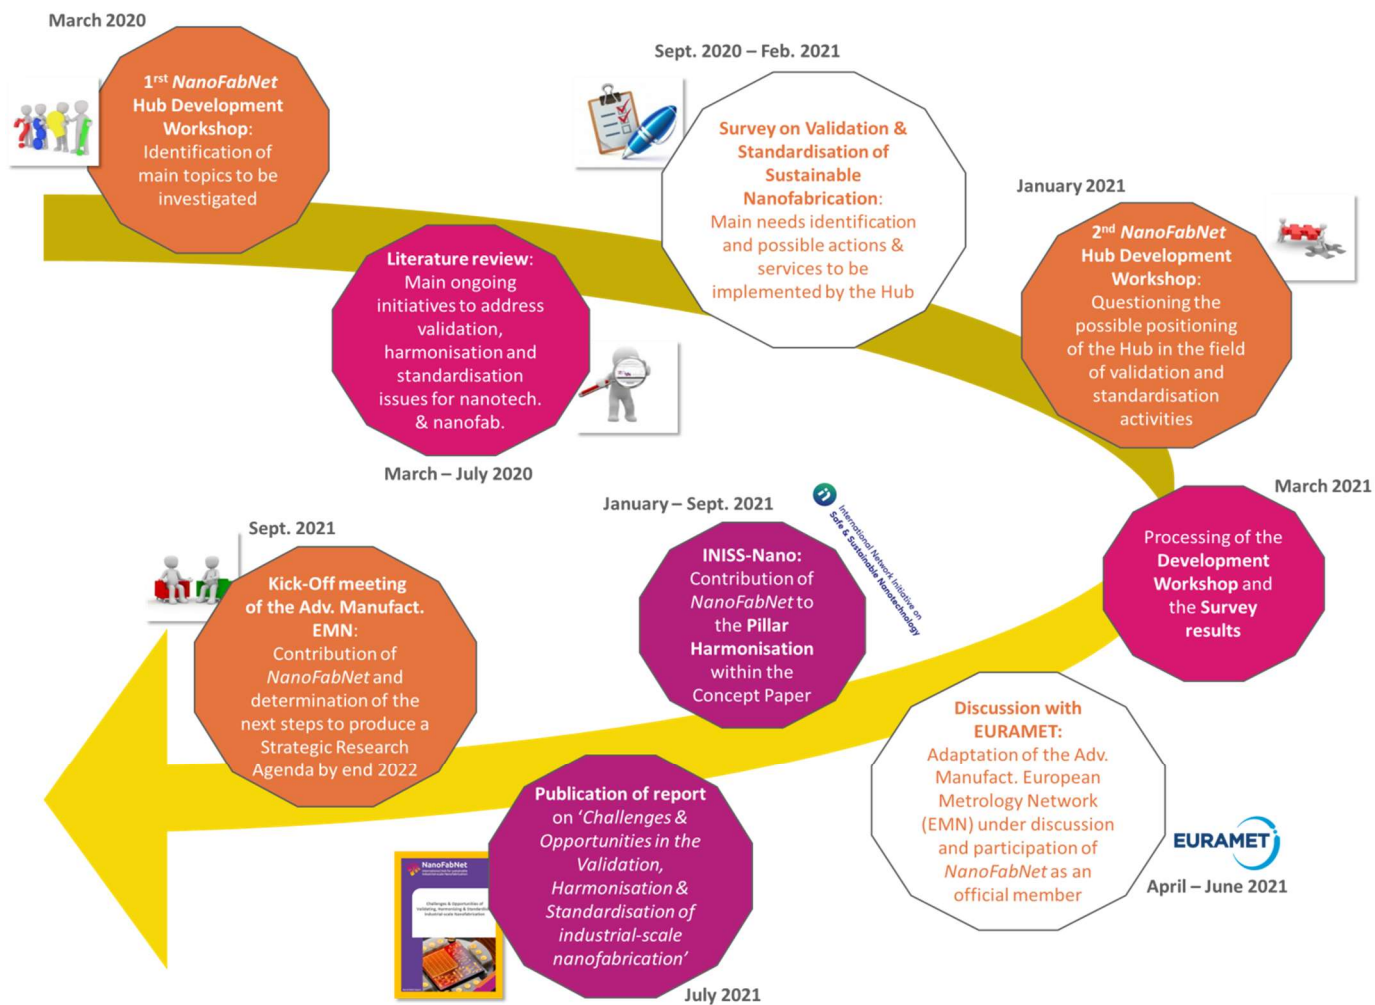 March 2020
1rst NanoFabNet
Hub Development
Workshop:
Identification of
main topics to be
investigated
Literature review:
Main ongoing
initiatives to address
validation,
harmonisation and
standardisation
issues for nanotech.
& nanofab.
March – July 2020
Sept. 2020 – Feb. 2021
Survey on Validation &
Standardisation of
Sustainable
Nanofabrication:
Main needs identification
and possible actions &
services to be
implemented by the Hub
January 2021
2nd NanoFabNet
Hub Development
Workshop:
Questioning the
possible positioning
of the Hub in the field
of validation and
standardisation
activities
March 2021
Processing of the
Development
Workshop and
the Survey
results
Discussion with
EURAMET:
Adaptation of the Adv.
Manufact. European
Metrology Network
(EMN) under discussion
and participation of
NanoFabNet as an
official member
EURAMET
April – June 2021
January – Sept. 2021
INISS-Nano:
Contribution of
NanoFabNet to
the Pillar
Harmonisation
within the
Concept Paper
International Network Initiative on
Safe & Sustainable Nanotechnology
Publication of report
on ‘Challenges &
Opportunities in the
Validation,
Harmonisation &
Standardisation of
industrial-scale
nanofabrication’
July 2021
NanoFabNet
Challenges & Opportunities of
Validating, Harmonising & Standardising
Industrial-scale Nanofabrication
Sept. 2021
Kick-Off meeting
of the Adv. Manufact.
EMN:
Contribution of
NanoFabNet and
determination of the
next steps to produce a
Strategic Research
Agenda by end 2022